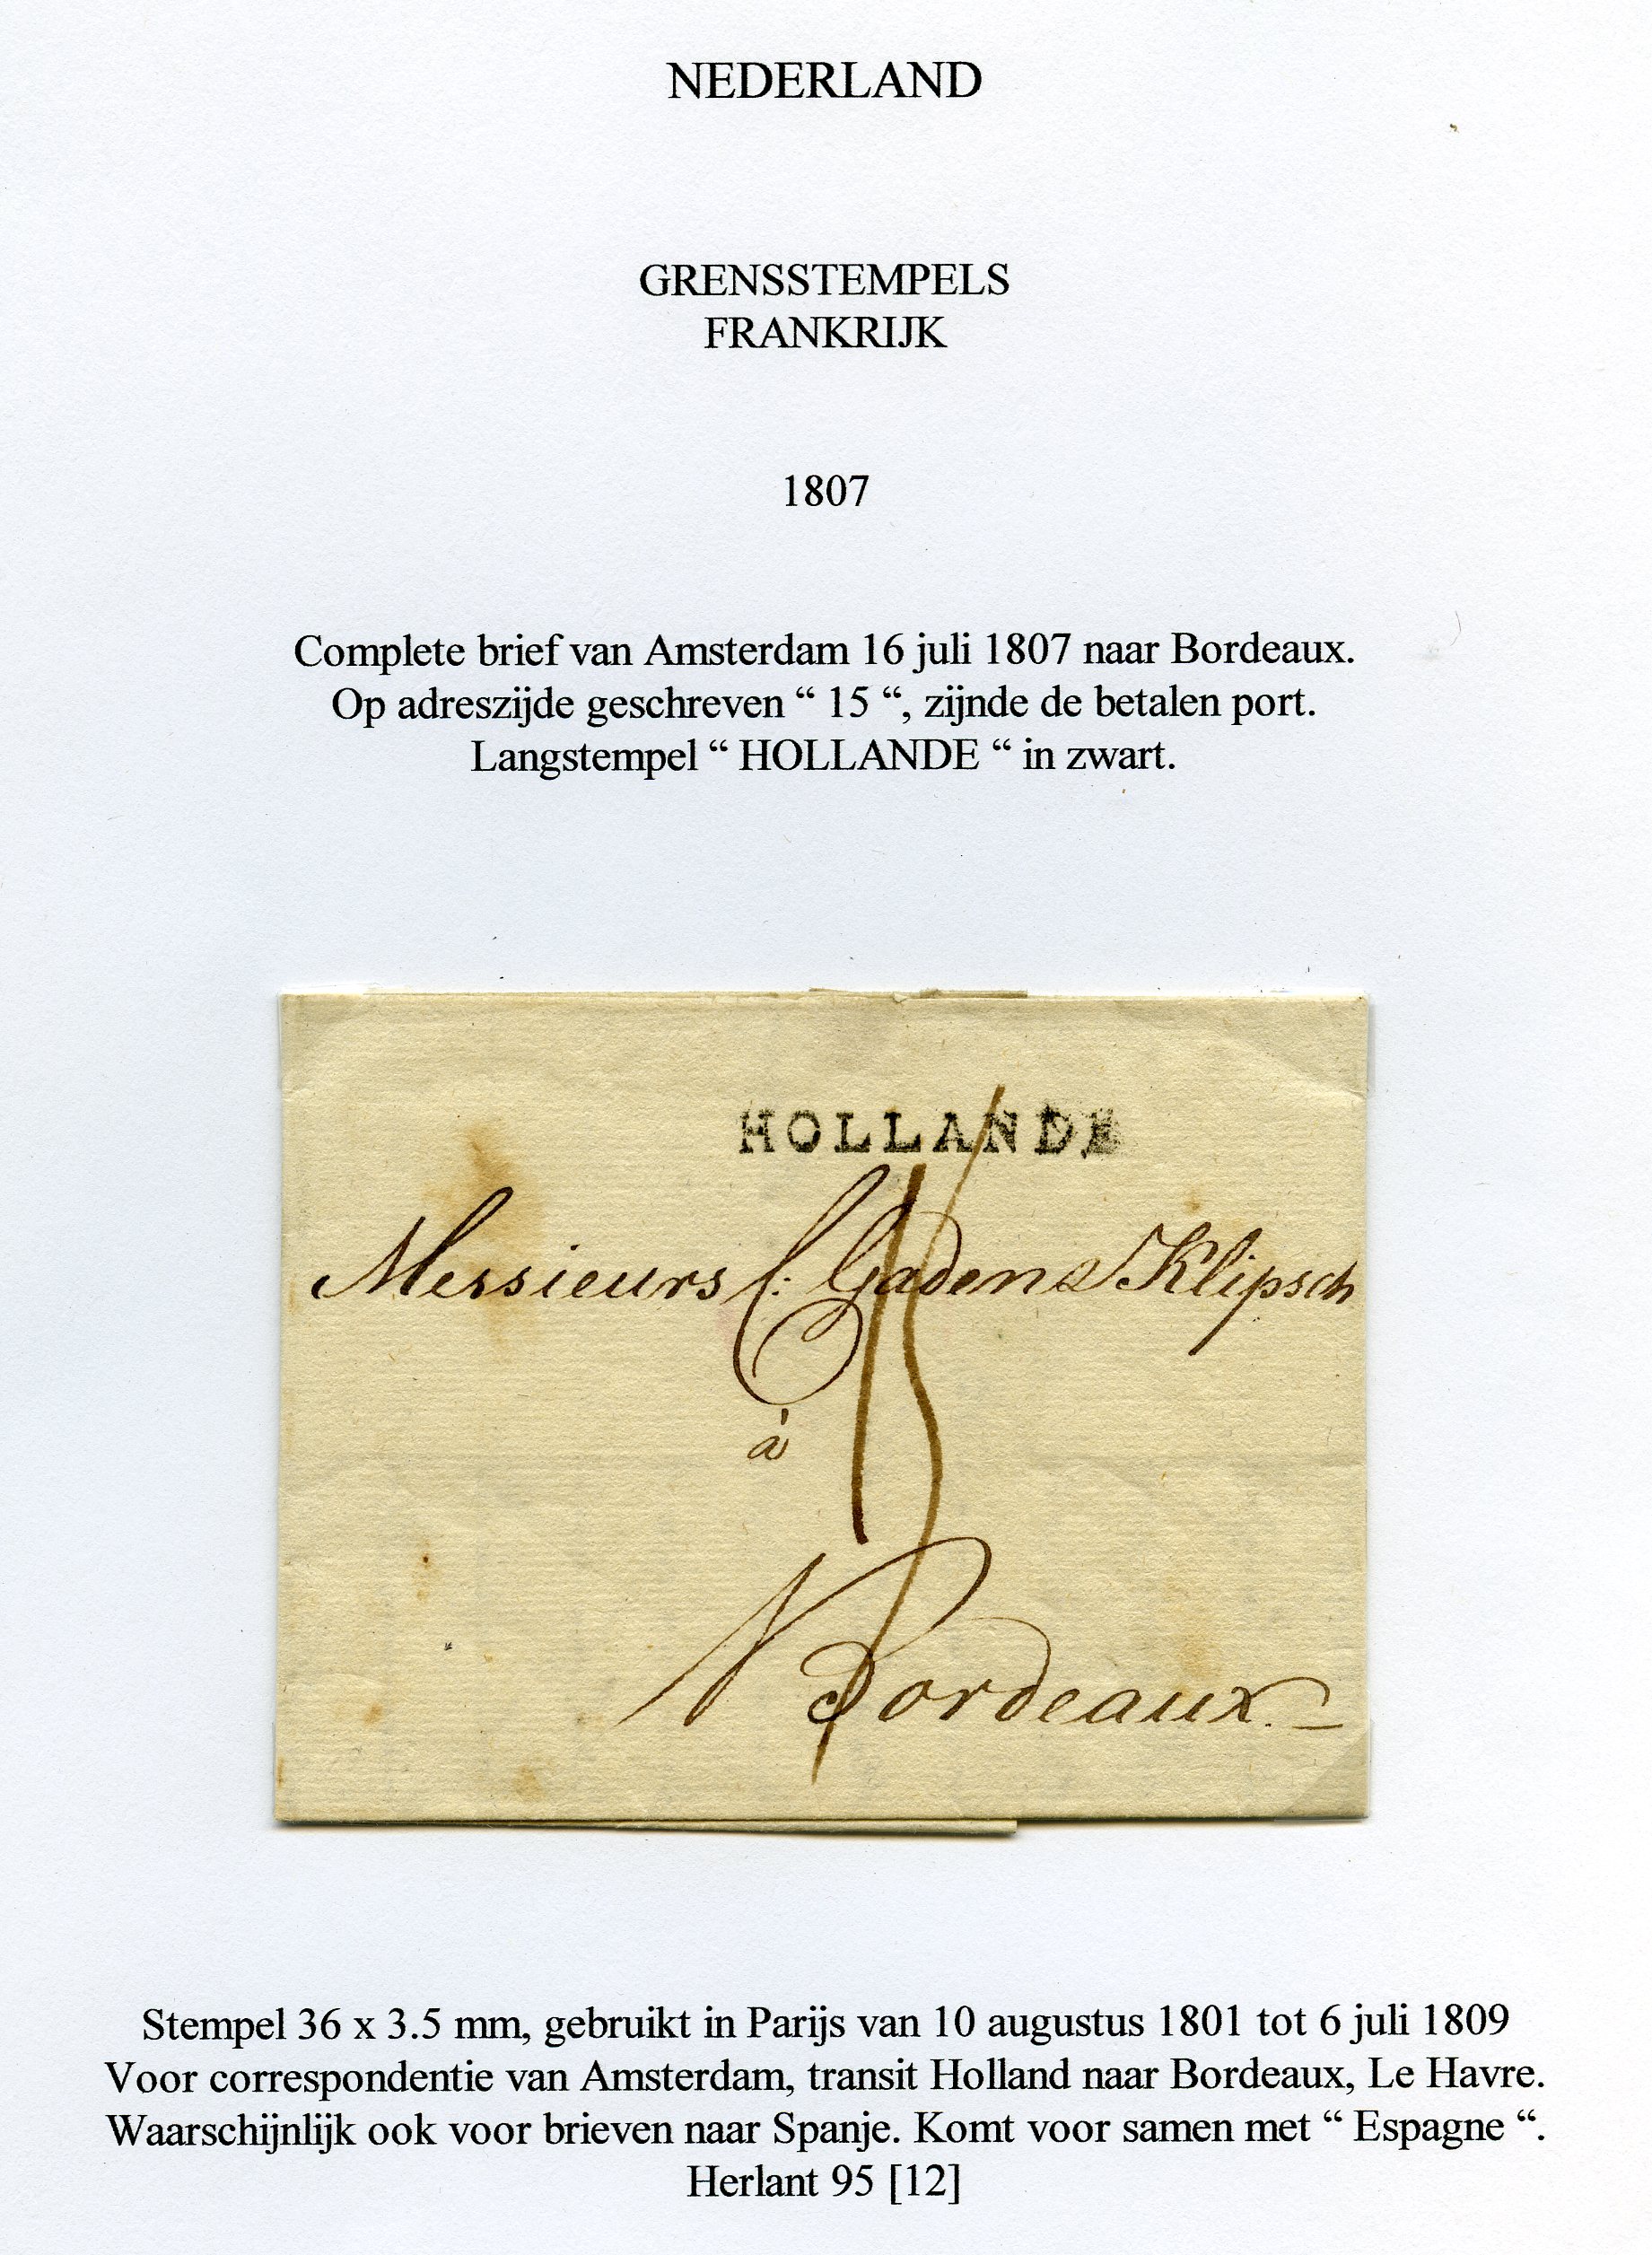 NEDERLAND
GRENSSTEMPELS
FRANKRIJK
1807
Complete brief van Amsterdam 16 juli 1807 naar Bordeaux.
Op adreszijde geschreven “ 15 “, zijnde de betalen port.
Langstempel “ HOLLANDE “ in zwart.
HOLLANDE
15
Messieurs Gaden & Klipsch
à
Bordeaux.
Stempel 36 x 3.5 mm, gebruikt in Parijs van 10 augustus 1801 tot 6 juli 1809
Voor correspondentie van Amsterdam, transit Holland naar Bordeaux, Le Havre.
Waarschijnlijk ook voor brieven naar Spanje. Komt voor samen met “ Espagne “.
Herlant 95 [12]